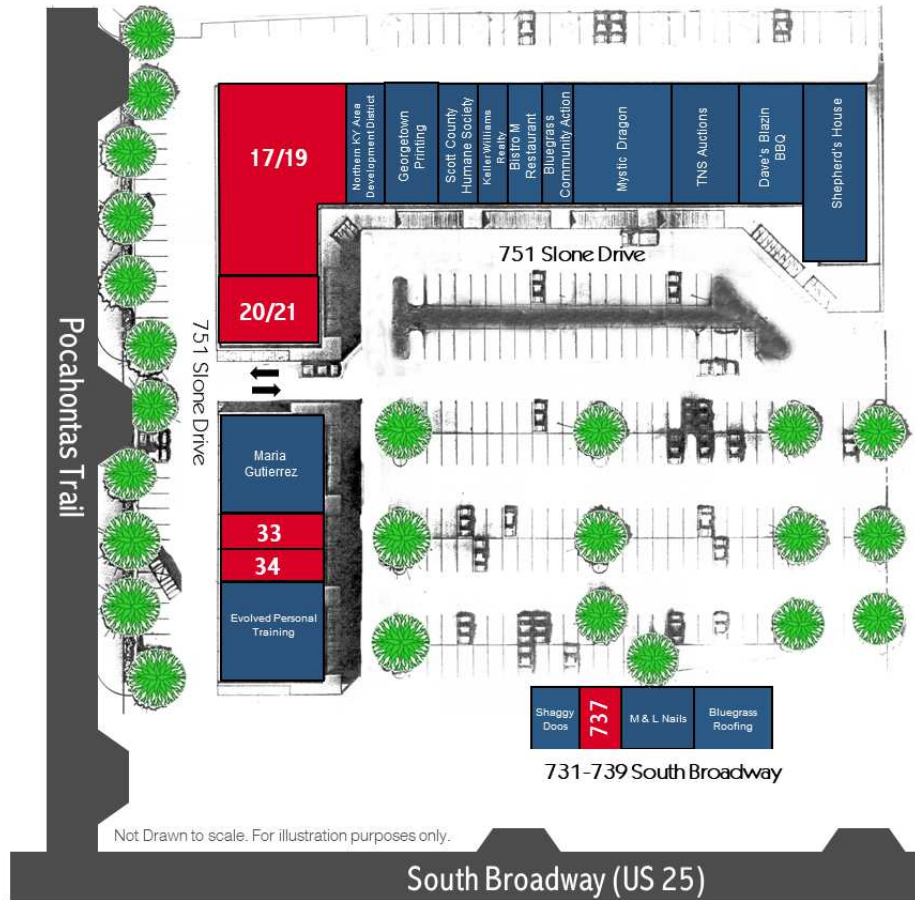 17/19
Northern KY Area
Development District
Georgetown
Printing
Scott County
Humane Society
Keller Williams
Realty
Bistro M
Restaurant
Bluegrass
Community Action
Mystic Dragon
TNS Auctions
Dave's Blazin
BBQ
Shepherd's House
751 Slone Drive
20/21
Pocahontas Trail
751 Slone Drive
Maria
Gutierrez
33
34
Evolved Personal
Training
Shaggy
Doos
737
M & L Nails
Bluegrass
Roofing
731-739 South Broadway
Not Drawn to scale. For illustration purposes only.
South Broadway (US 25)